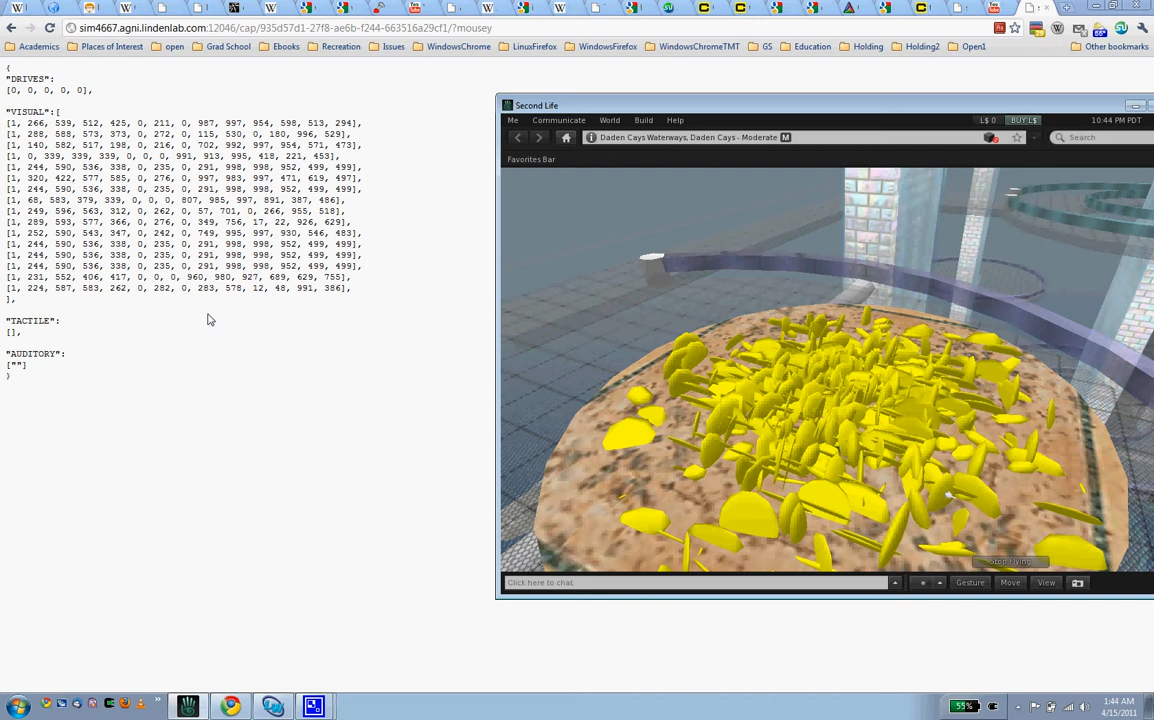 sim4667.agni.lindenlab.com:12046/cap/935d57d1-27f8-ae6b-f244-663516a29cf1/?mousey
Academics Places of Interest open Grad School Ebooks Recreation Issues WindowsChrome LinuxFirefox WindowsFirefox WindowsChromeTMT GS Education Holding Holding2 Open1 Other bookmarks
{
"DRIVES":
[0, 0, 0, 0, 0],
"VISUAL":[
[1, 266, 539, 512, 425, 0, 211, 0, 987, 997, 954, 598, 513, 294],
[1, 288, 588, 573, 373, 0, 272, 0, 115, 530, 0, 180, 996, 529],
[1, 140, 582, 517, 198, 0, 216, 0, 702, 992, 997, 954, 571, 473],
[1, 0, 339, 339, 339, 0, 0, 0, 991, 913, 995, 418, 221, 453],
[1, 244, 590, 536, 338, 0, 235, 0, 291, 998, 998, 952, 499, 499],
[1, 320, 422, 577, 585, 0, 276, 0, 997, 983, 997, 471, 619, 497],
[1, 244, 590, 536, 338, 0, 235, 0, 291, 998, 998, 952, 499, 499],
[1, 68, 583, 379, 339, 0, 0, 0, 807, 985, 997, 891, 387, 486],
[1, 249, 596, 563, 312, 0, 262, 0, 57, 701, 0, 266, 955, 518],
[1, 289, 593, 577, 366, 0, 276, 0, 349, 756, 17, 22, 926, 629],
[1, 252, 590, 543, 347, 0, 242, 0, 749, 995, 997, 930, 546, 483],
[1, 244, 590, 536, 338, 0, 235, 0, 291, 998, 998, 952, 499, 499],
[1, 244, 590, 536, 338, 0, 235, 0, 291, 998, 998, 952, 499, 499],
[1, 244, 590, 536, 338, 0, 235, 0, 291, 998, 998, 952, 499, 499],
[1, 231, 552, 406, 417, 0, 0, 0, 960, 980, 927, 689, 629, 755],
[1, 224, 587, 583, 262, 0, 282, 0, 283, 578, 12, 48, 991, 386],
],
"TACTILE":
[],
"AUDITORY":
[""]
}
Second Life
Me Communicate World Build Help L$ 0 BUY L$ 10:44 PM PDT
Daden Cays Waterways, Daden Cays - Moderate M Search
Favorites Bar
Stop Flying
Click here to chat. Gesture Move View
55% 1:44 AM
4/15/2011